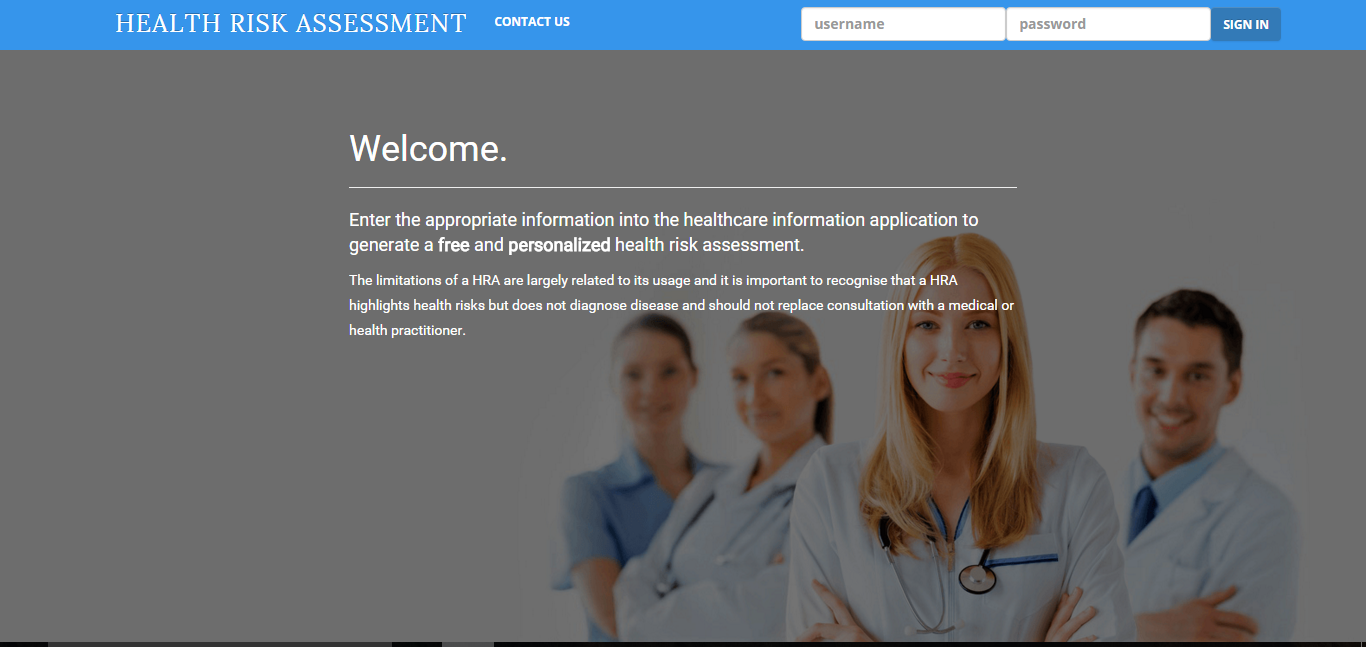 HEALTH RISK ASSESSMENT CONTACT US username password SIGN IN
Welcome.
Enter the appropriate information into the healthcare information application to
generate a free and personalized health risk assessment.
The limitations of a HRA are largely related to its usage and it is important to recognise that a HRA
highlights health risks but does not diagnose disease and should not replace consultation with a medical or
health practitioner.